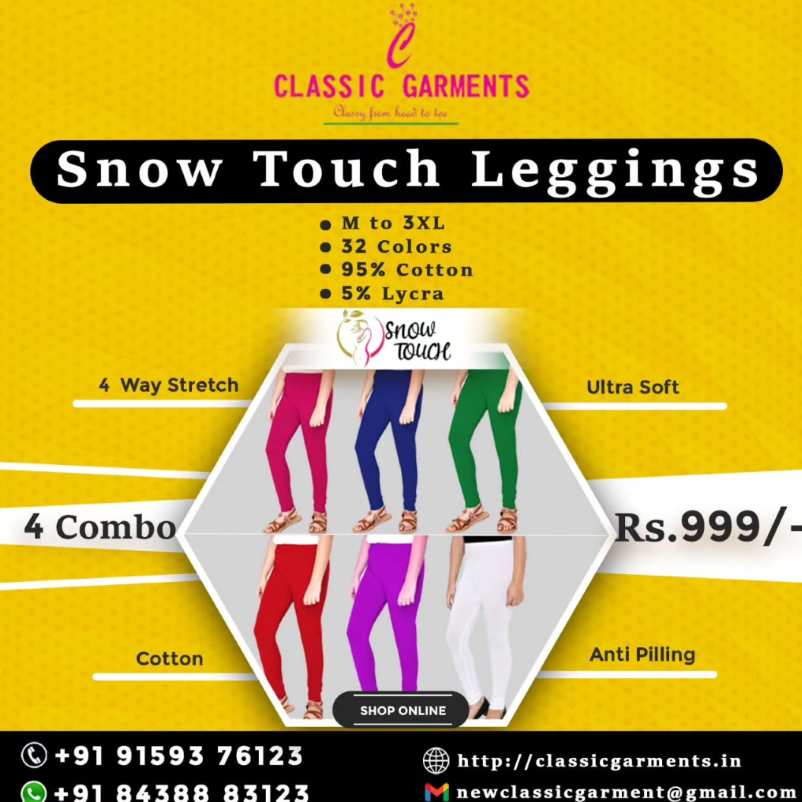 CLASSIC GARMENTS
Classy from head to toe
Snow Touch Leggings
M to 3XL
32 Colors
95% Cotton
5% Lycra
SNOW
TOUCH
4 Way Stretch
Ultra Soft
4 Combo
Rs.999/-
Cotton
Anti Pilling
SHOP ONLINE
+91 91593 76123
http://classicgarments.in
+91 84388 83123
newclassicgarment@gmail.com